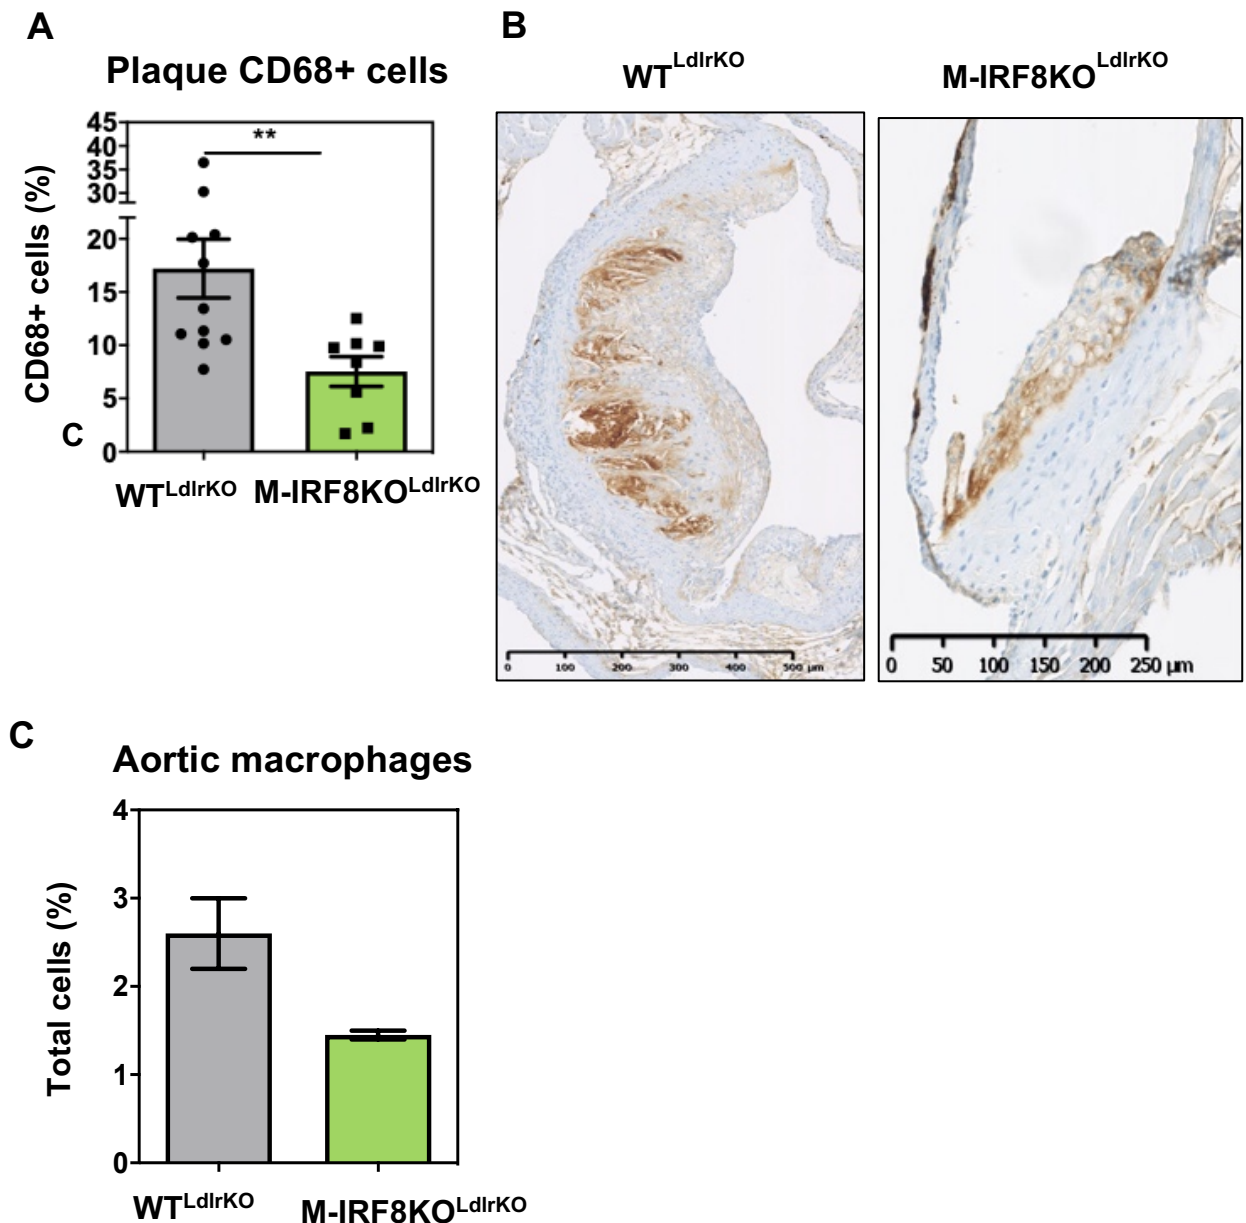 A
Plaque CD68+ cells
CD68+ cells (%)
45
40
35
30
20
15
10
5
0
**
C
WT^LdlrKO M-IRF8KO^LdlrKO
B
WT^LdlrKO
M-IRF8KO^LdlrKO
0 100 200 300 400 500 µm
0 50 100 150 200 250 µm
C
Aortic macrophages
Total cells (%)
4
3
2
1
0
WT^LdlrKO M-IRF8KO^LdlrKO